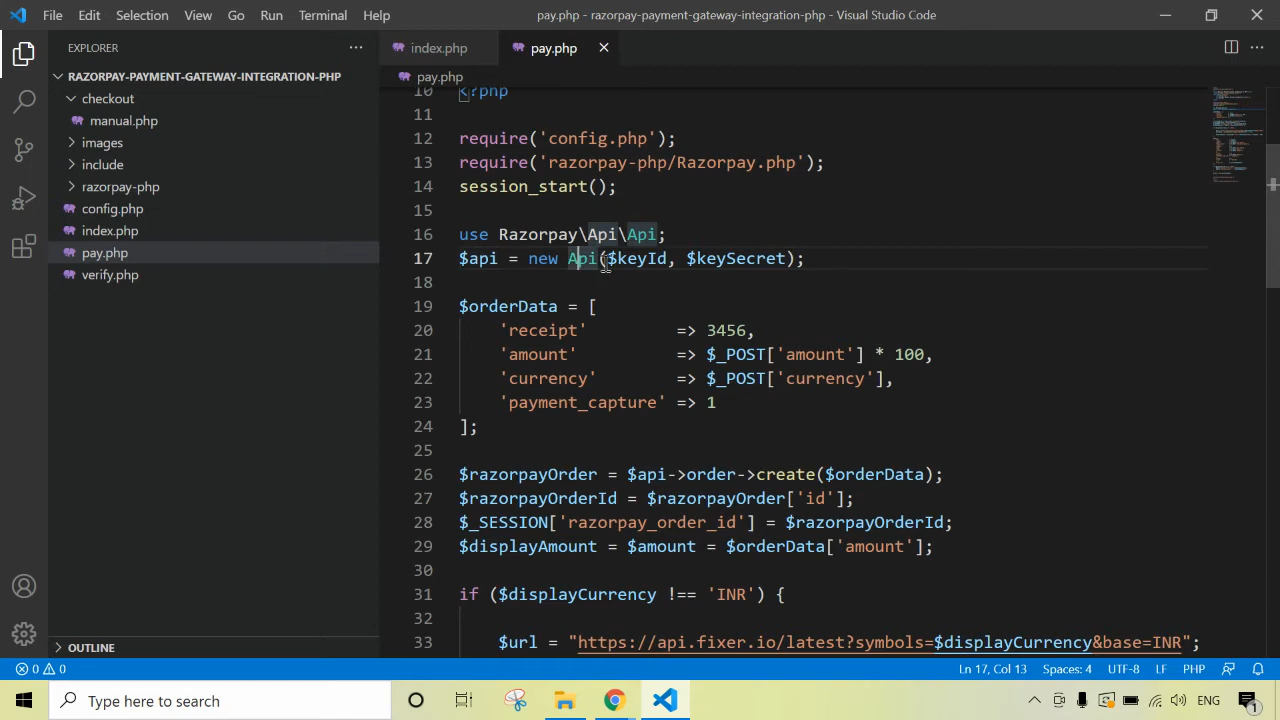 File Edit Selection View Go Run Terminal Help pay.php - razorpay-payment-gateway-integration-php - Visual Studio Code
EXPLORER
RAZORPAY-PAYMENT-GATEWAY-INTEGRATION-PHP
checkout
manual.php
images
include
razorpay-php
config.php
index.php
pay.php
verify.php
OUTLINE
index.php pay.php
pay.php
10 <?php
11
12 require('config.php');
13 require('razorpay-php/Razorpay.php');
14 session_start();
15
16 use Razorpay\Api\Api;
17 $api = new Api($keyId, $keySecret);
18
19 $orderData = [
20 'receipt' => 3456,
21 'amount' => $_POST['amount'] * 100,
22 'currency' => $_POST['currency'],
23 'payment_capture' => 1
24 ];
25
26 $razorpayOrder = $api->order->create($orderData);
27 $razorpayOrderId = $razorpayOrder['id'];
28 $_SESSION['razorpay_order_id'] = $razorpayOrderId;
29 $displayAmount = $amount = $orderData['amount'];
30
31 if ($displayCurrency !== 'INR') {
32
33 $url = "https://api.fixer.io/latest?symbols=$displayCurrency&base=INR";
0 0 Ln 17, Col 13 Spaces: 4 UTF-8 LF PHP
Type here to search ENG 1